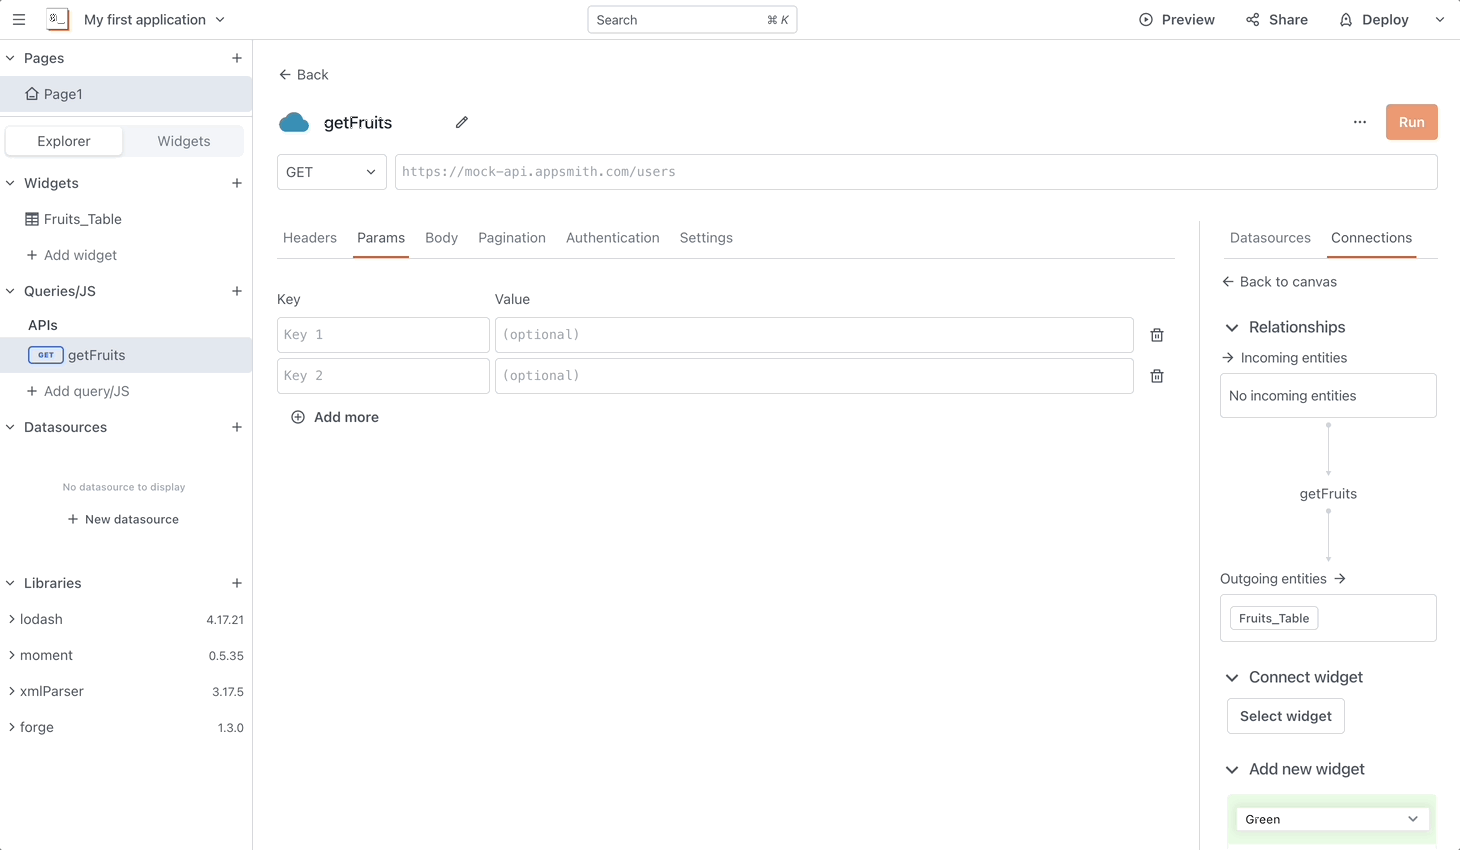 My first application
Search
⌘ K
Preview
Share
Deploy
Pages
Page1
Explorer
Widgets
Widgets
Fruits_Table
Add widget
Queries/JS
APIs
GET getFruits
Add query/JS
Datasources
No datasource to display
New datasource
Libraries
lodash 4.17.21
moment 0.5.35
xmlParser 3.17.5
forge 1.3.0
Back
getFruits
Run
GET
https://mock-api.appsmith.com/users
Headers
Params
Body
Pagination
Authentication
Settings
Key
Value
Key 1
(optional)
Key 2
(optional)
Add more
Datasources
Connections
Back to canvas
Relationships
Incoming entities
No incoming entities
getFruits
Outgoing entities
Fruits_Table
Connect widget
Select widget
Add new widget
Green